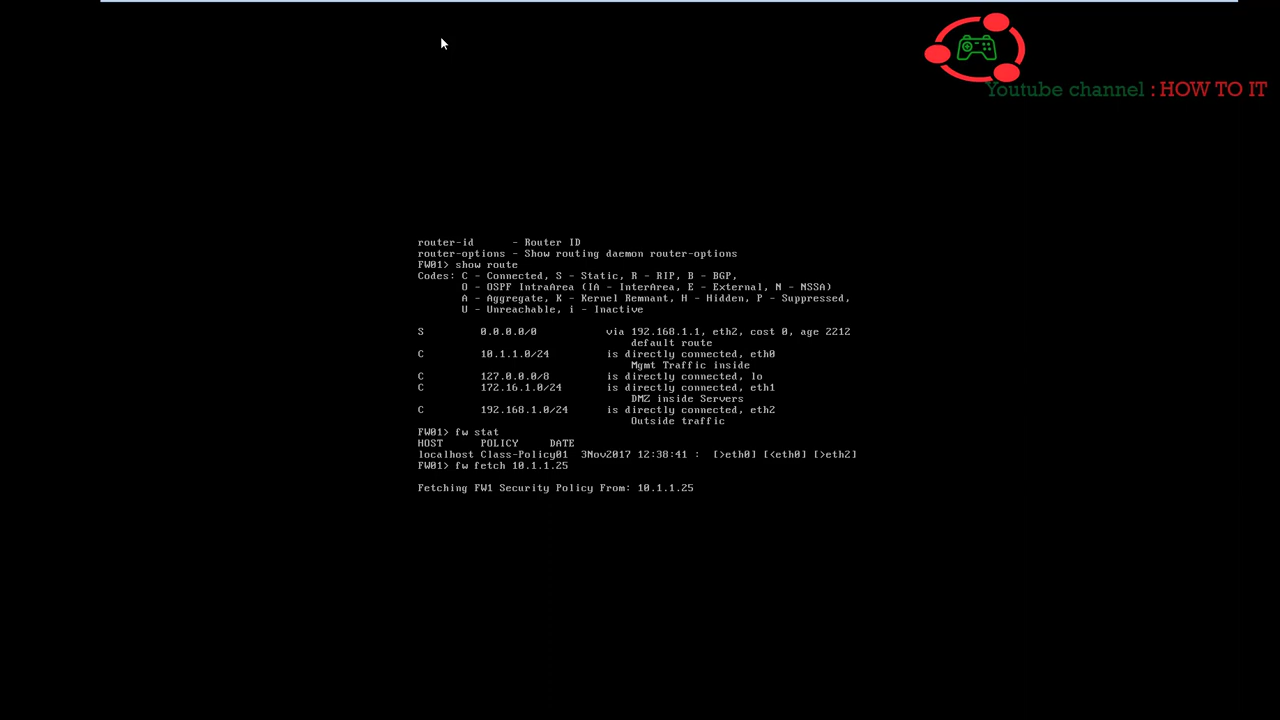 Youtube channel : HOW TO IT
router-id      - Router ID
router-options - Show routing daemon router-options
FW01> show route
Codes: C - Connected, S - Static, R - RIP, B - BGP,
       O - OSPF IntraArea (IA - InterArea, E - External, N - NSSA)
       A - Aggregate, K - Kernel Remnant, H - Hidden, P - Suppressed,
       U - Unreachable, i - Inactive
S         0.0.0.0/0           via 192.168.1.1, eth2, cost 0, age 2212
                                  default route
C         10.1.1.0/24         is directly connected, eth0
                                  Mgmt Traffic inside
C         127.0.0.0/8         is directly connected, lo
C         172.16.1.0/24       is directly connected, eth1
                                  DMZ inside Servers
C         192.168.1.0/24      is directly connected, eth2
                                  Outside traffic
FW01> fw stat
HOST      POLICY     DATE
localhost Class-Policy01  3Nov2017 12:38:41 :  [>eth0] [<eth0] [>eth2]
FW01> fw fetch 10.1.1.25
Fetching FW1 Security Policy From: 10.1.1.25